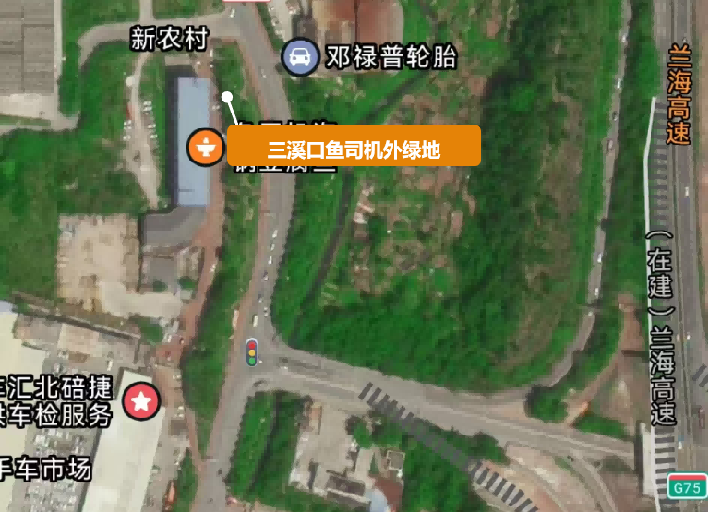 新农村
邓禄普轮胎
兰海高速
三溪口鱼司机外绿地
（在建）兰海高速
车汇北碚捷
车检服务
手车市场
G75